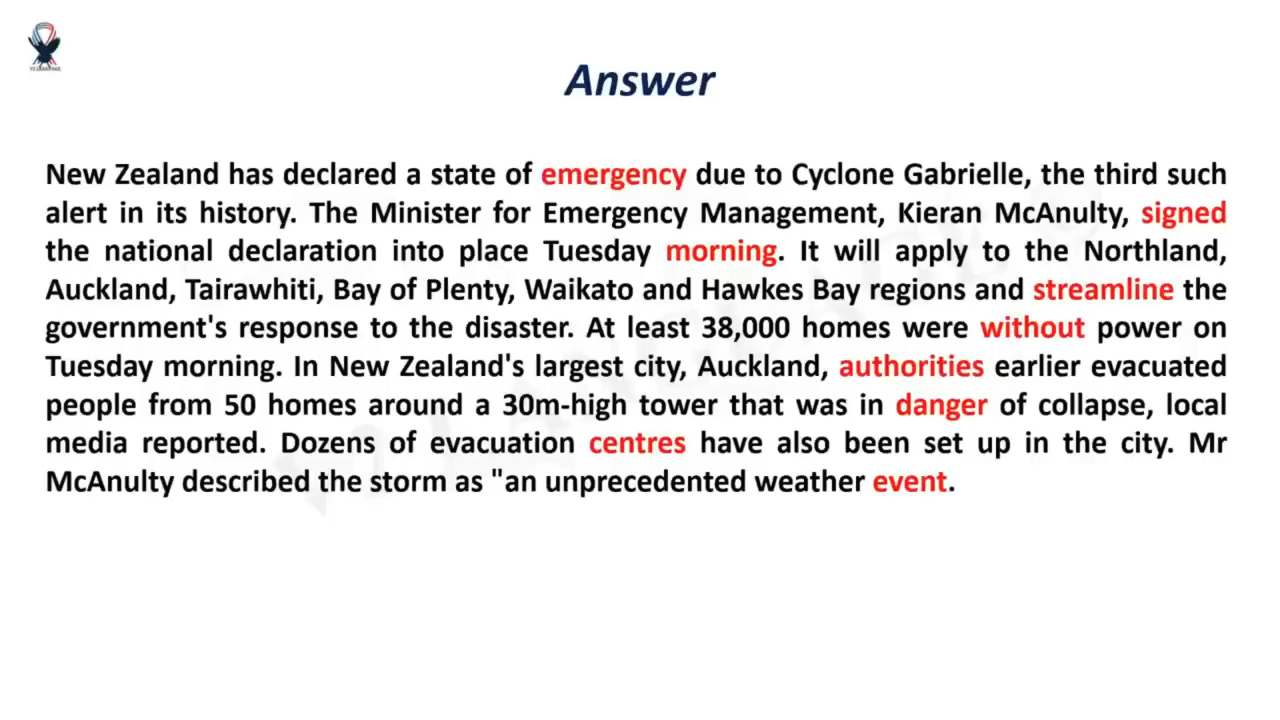 Answer
New Zealand has declared a state of emergency due to Cyclone Gabrielle, the third such
alert in its history. The Minister for Emergency Management, Kieran McAnulty, signed
the national declaration into place Tuesday morning. It will apply to the Northland,
Auckland, Tairawhiti, Bay of Plenty, Waikato and Hawkes Bay regions and streamline the
government's response to the disaster. At least 38,000 homes were without power on
Tuesday morning. In New Zealand's largest city, Auckland, authorities earlier evacuated
people from 50 homes around a 30m-high tower that was in danger of collapse, local
media reported. Dozens of evacuation centres have also been set up in the city. Mr
McAnulty described the storm as "an unprecedented weather event.